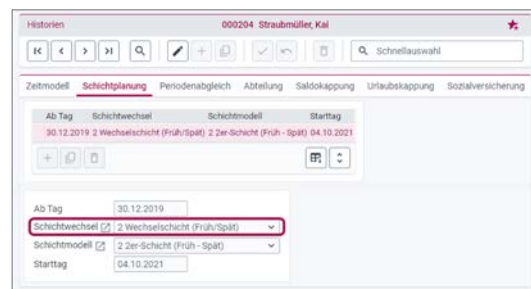 Historien 000204 Straubmüller, Kai
Schnellauswahl
Zeitmodell Schichtplanung Periodenabgleich Abteilung Saldokappung Urlaubskappung Sozialversicherung
Ab Tag Schichtwechsel Schichtmodell Starttag
30.12.2019 2 Wechselschicht (Früh/Spät) 2 2er-Schicht (Früh - Spät) 04.10.2021
Ab Tag 30.12.2019
Schichtwechsel 2 Wechselschicht (Früh/Spät)
Schichtmodell 2 2er-Schicht (Früh - Spät)
Starttag 04.10.2021